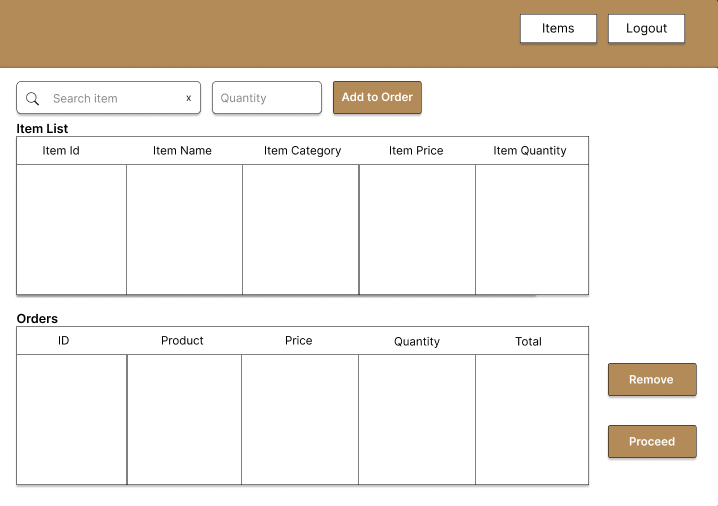 Items Logout
Search item x Quantity Add to Order
Item List
Item Id Item Name Item Category Item Price Item Quantity
Orders
ID Product Price Quantity Total
Remove
Proceed